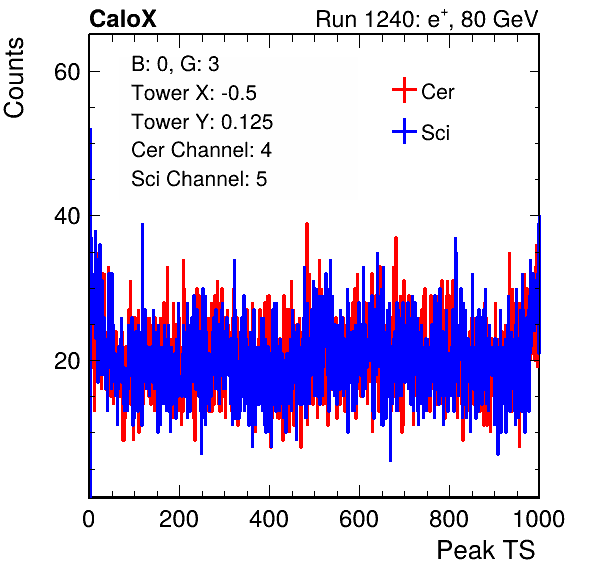 CaloX Run 1240: e⁺, 80 GeV
Counts
B: 0, G: 3
Tower X: -0.5
Tower Y: 0.125
Cer Channel: 4
Sci Channel: 5
Cer
Sci
60
40
20
0 200 400 600 800 1000
Peak TS